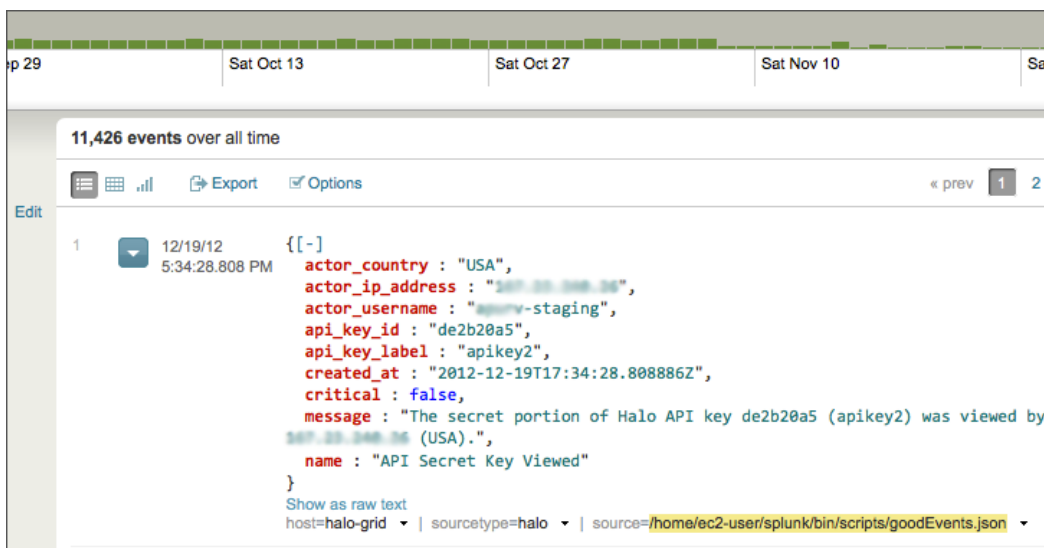 ep 29 Sat Oct 13 Sat Oct 27 Sat Nov 10 Sa
11,426 events over all time
Export Options « prev 1 2
Edit
1 12/19/12 {[-]
5:34:28.808 PM actor_country : "USA",
actor_ip_address : "",
actor_username : "-staging",
api_key_id : "de2b20a5",
api_key_label : "apikey2",
created_at : "2012-12-19T17:34:28.808886Z",
critical : false,
message : "The secret portion of Halo API key de2b20a5 (apikey2) was viewed by
(USA).",
name : "API Secret Key Viewed"
}
Show as raw text
host=halo-grid | sourcetype=halo | source=/home/ec2-user/splunk/bin/scripts/goodEvents.json